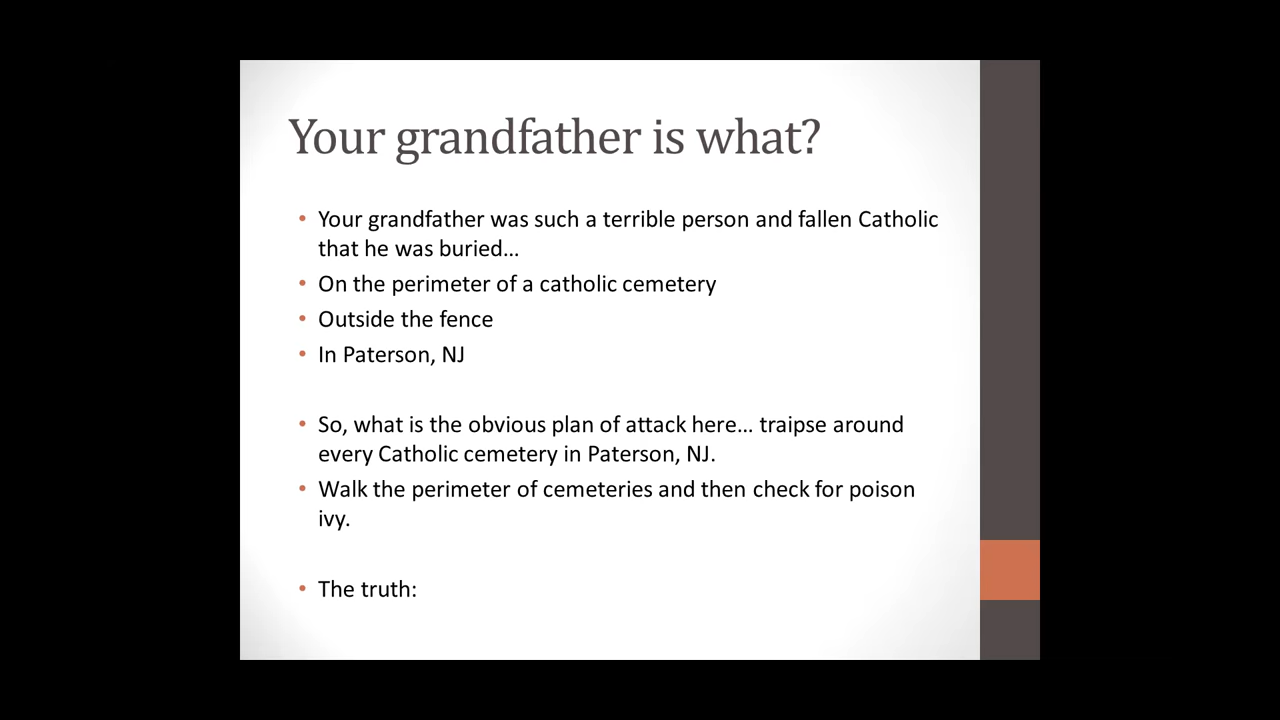 Your grandfather is what?
• Your grandfather was such a terrible person and fallen Catholic
that he was buried...
• On the perimeter of a catholic cemetery
• Outside the fence
• In Paterson, NJ
• So, what is the obvious plan of attack here... traipse around
every Catholic cemetery in Paterson, NJ.
• Walk the perimeter of cemeteries and then check for poison
ivy.
• The truth: